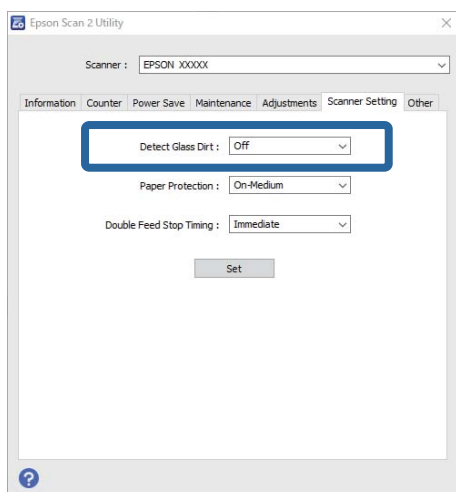 Epson Scan 2 Utility
Scanner : EPSON XXXXX
Information Counter Power Save Maintenance Adjustments Scanner Setting Other
Detect Glass Dirt : Off
Paper Protection : On-Medium
Double Feed Stop Timing : Immediate
Set
?